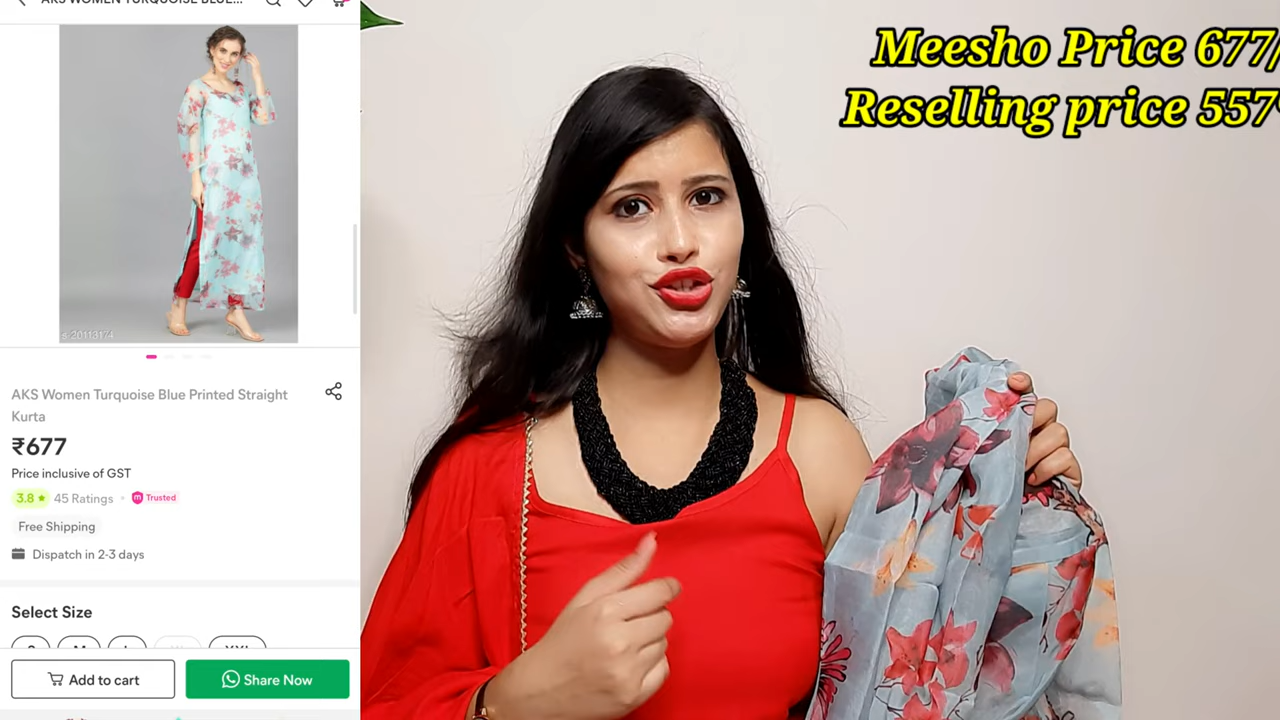 AKS WOMEN TURQUOISE BLUE...
s-20113174
AKS Women Turquoise Blue Printed Straight
Kurta
₹677
Price inclusive of GST
3.8 ★ 45 Ratings • m Trusted
Free Shipping
Dispatch in 2-3 days
Select Size
S M L XXL
Add to cart
Share Now
Meesho Price 677/
Reselling price 557